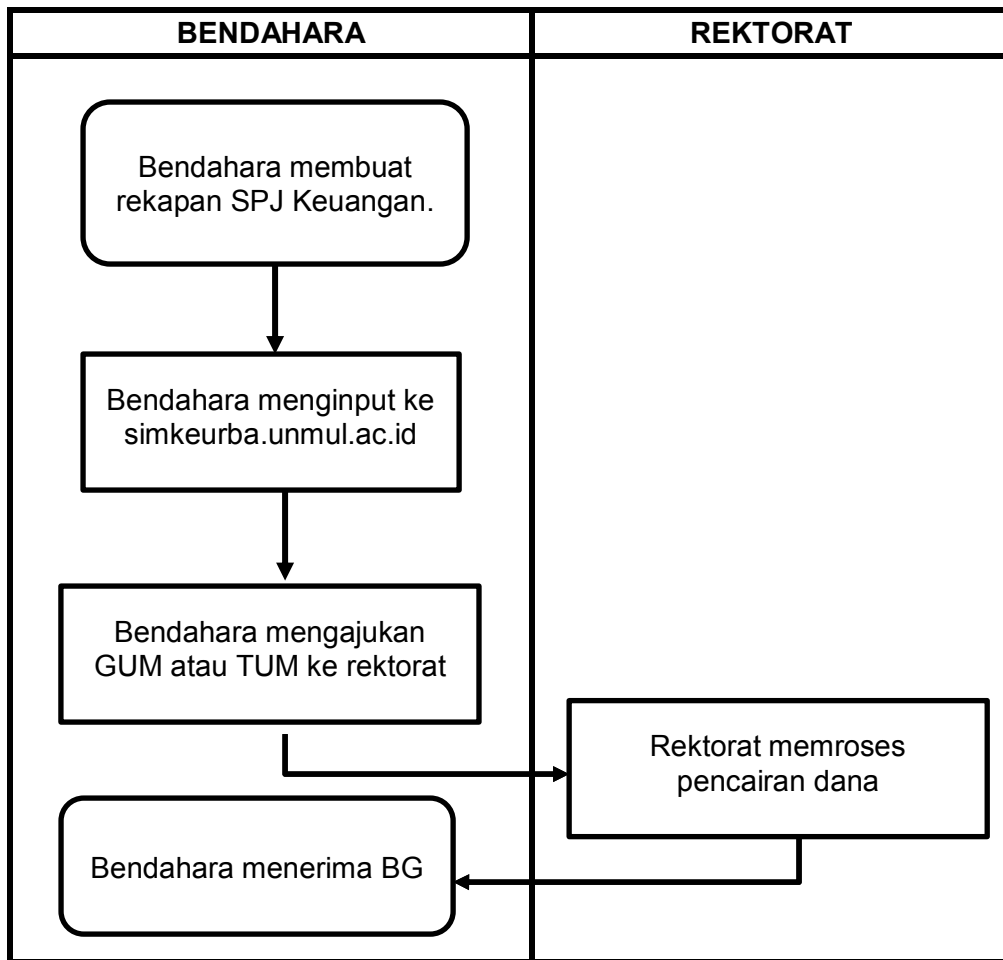 BENDAHARA
REKTORAT
Bendahara membuat
rekapan SPJ Keuangan.
Bendahara menginput ke
simkeurba.unmul.ac.id
Bendahara mengajukan
GUM atau TUM ke rektorat
Rektorat memroses
pencairan dana
Bendahara menerima BG